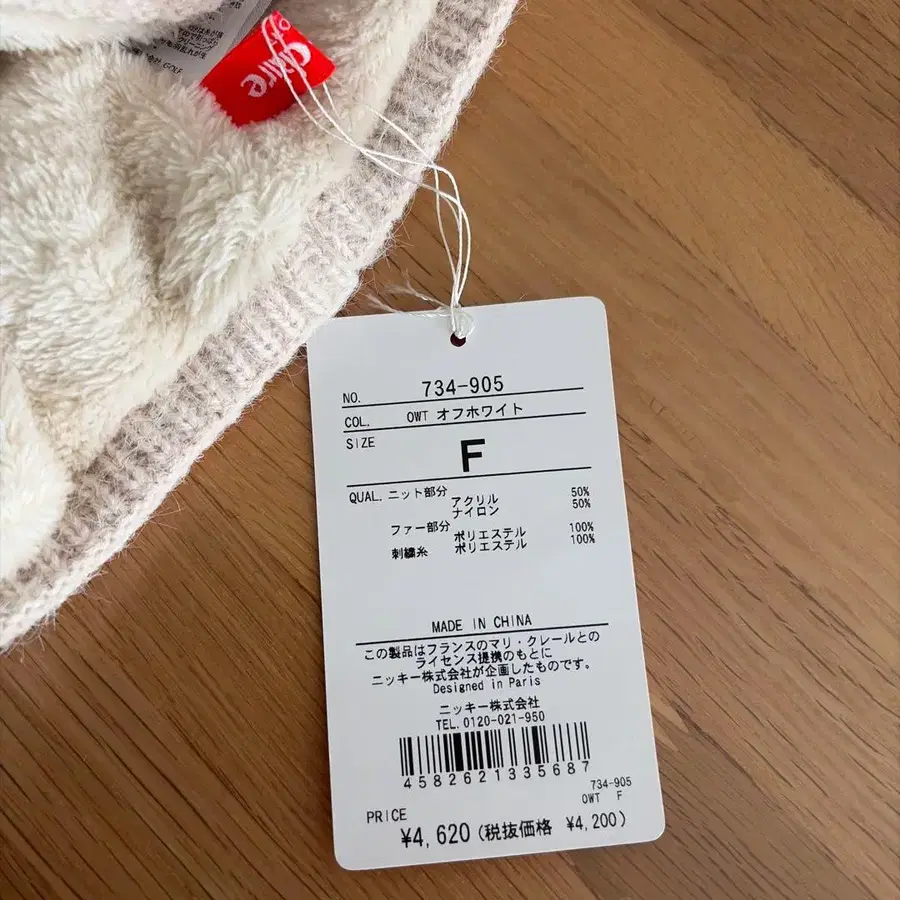 会社 GOLF
NO. 734-905
COL. OWT オフホワイト
SIZE F
QUAL. ニット部分
アクリル 50%
ナイロン 50%
ファー部分
ポリエステル 100%
刺繍糸 ポリエステル 100%
MADE IN CHINA
この製品はフランスのマリ・クレールとの
ライセンス提携のもとに
ニッキー株式会社が企画したものです。
Designed in Paris
ニッキー株式会社
TEL. 0120-021-950
4582621335687
734-905
OWT F
PRICE
¥4,620 (税抜価格 ¥4,200)